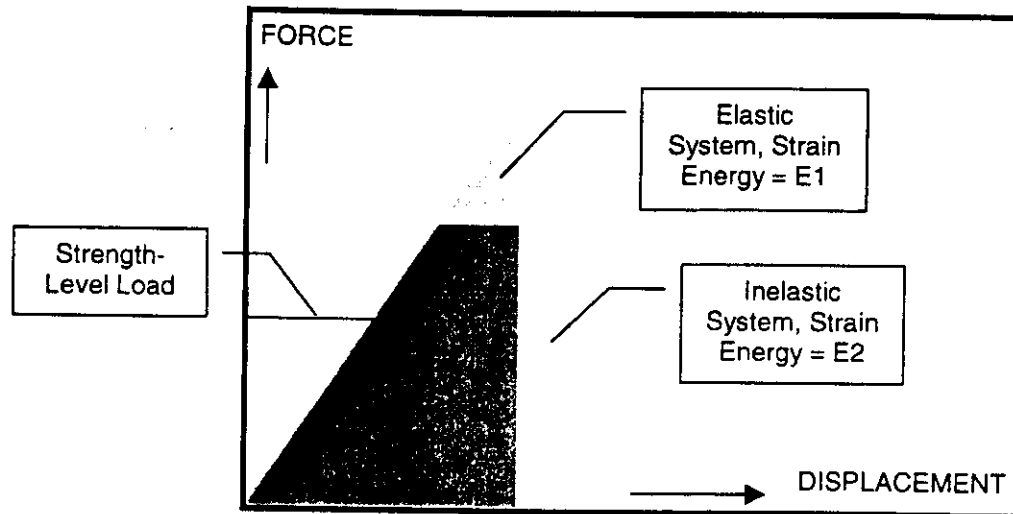 FORCE
Elastic
System, Strain
Energy = E1
Strength-
Level Load
Inelastic
System, Strain
Energy = E2
DISPLACEMENT